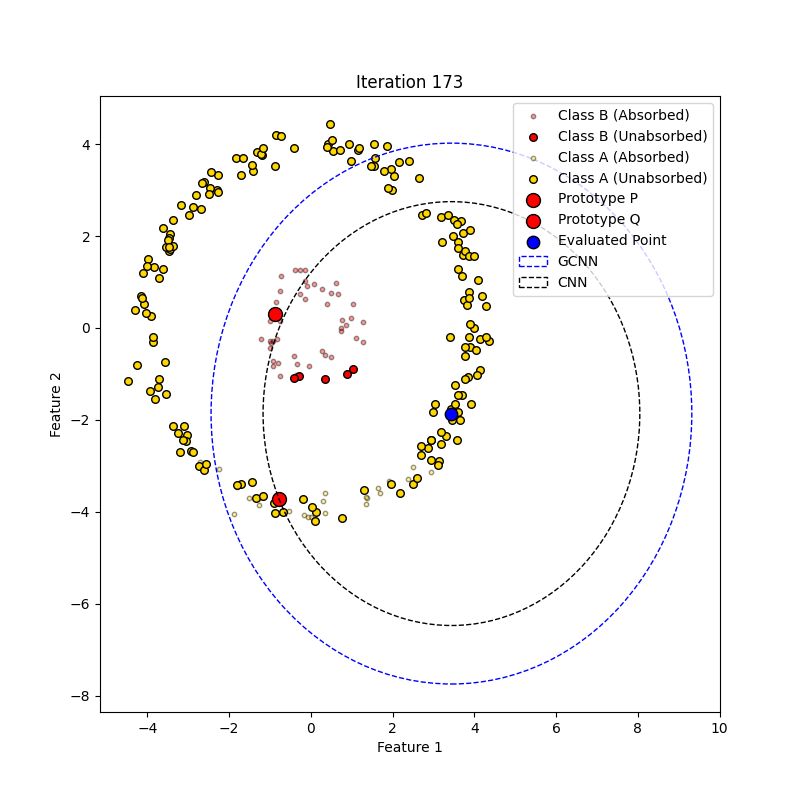 Iteration 173
Class B (Absorbed)
Class B (Unabsorbed)
Class A (Absorbed)
Class A (Unabsorbed)
Prototype P
Prototype Q
Evaluated Point
GCNN
CNN
4
2
0
−2
−4
−6
−8
Feature 2
−4 −2 0 2 4 6 8 10
Feature 1